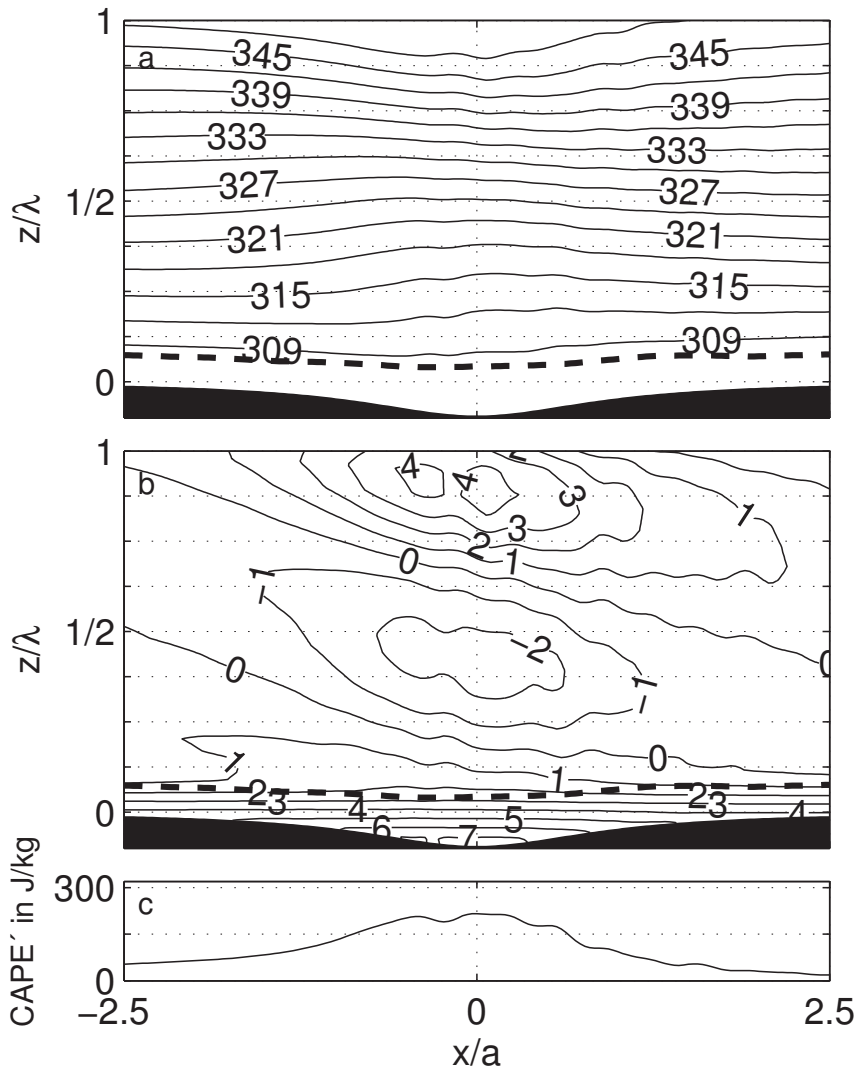 1
a
345 345
339 339
333 333
327 327
1/2
z/λ
321 321
315 315
309 309
0
1
b
4 4 2 3
1
3
2
0 1
−1
1/2
z/λ
−2
0 −1 0
0
1 1
2 3 2 3
4 4
0
5
6 7
CAPE´ in J/kg
300
c
0
−2.5 0 2.5
x/a